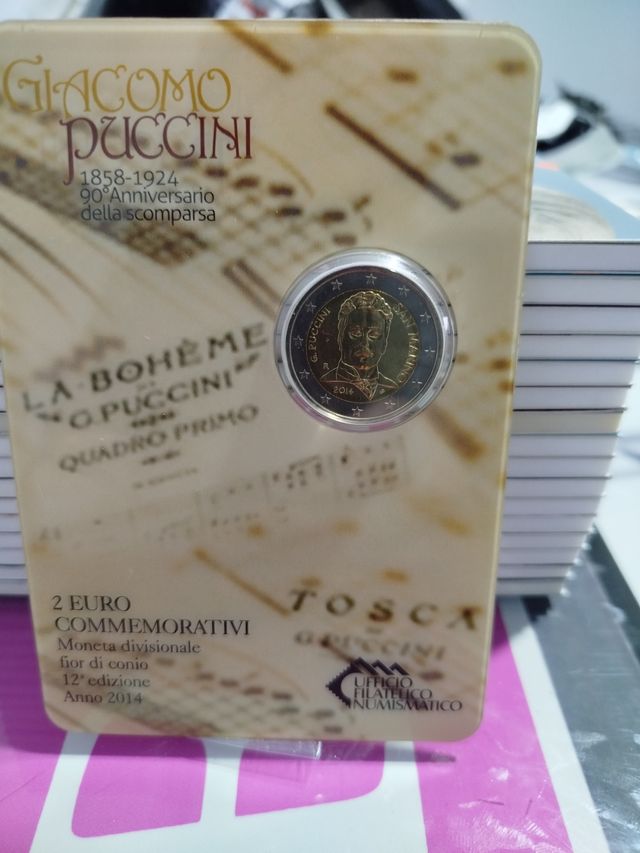 GIACOMO
PUCCINI
1858-1924
90° Anniversario
della scomparsa
G. PUCCINI
SAN MARINO
R
2014
LA BOHÈME
DI
G. PUCCINI
QUADRO PRIMO
2 EURO
COMMEMORATIVI
Moneta divisionale
fior di conio
12ª edizione
Anno 2014
TOSCA
G. PUCCINI
UFFICIO
FILATELICO
NUMISMATICO